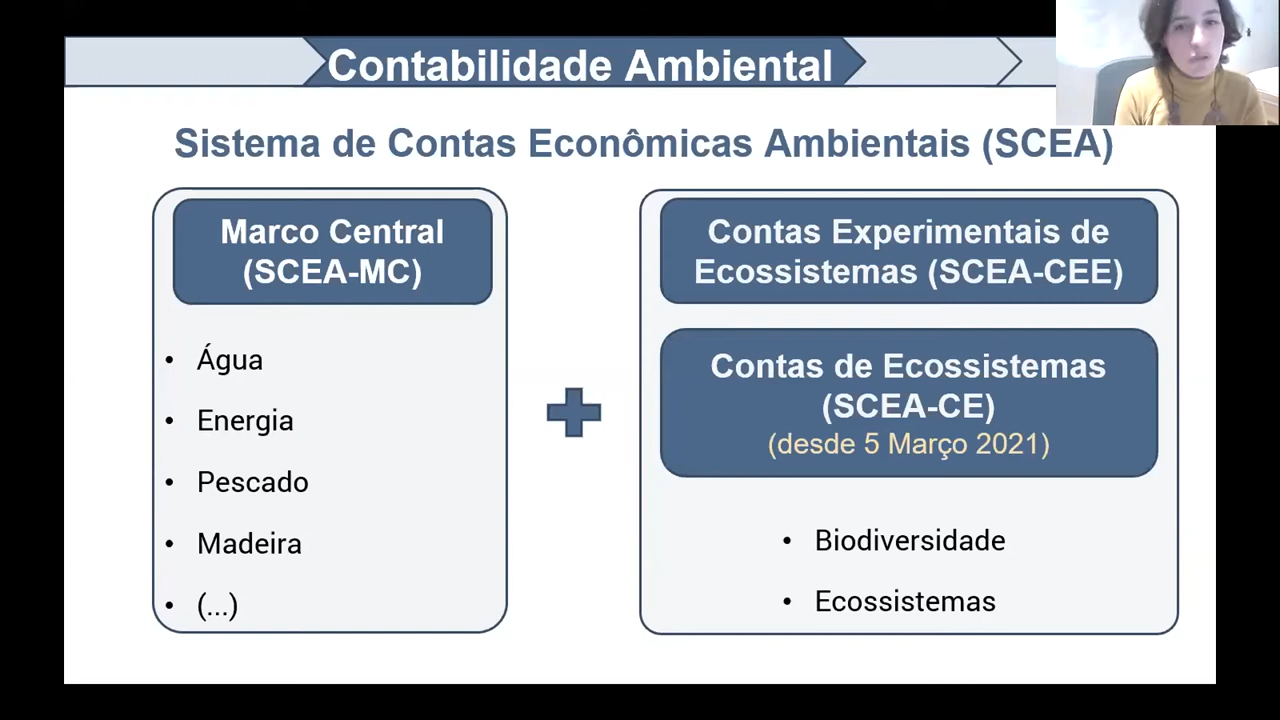 Contabilidade Ambiental
Sistema de Contas Econômicas Ambientais (SCEA)
Marco Central
(SCEA-MC)
• Água
• Energia
• Pescado
• Madeira
• (...)
Contas Experimentais de
Ecossistemas (SCEA-CEE)
Contas de Ecossistemas
(SCEA-CE)
(desde 5 Março 2021)
• Biodiversidade
• Ecossistemas